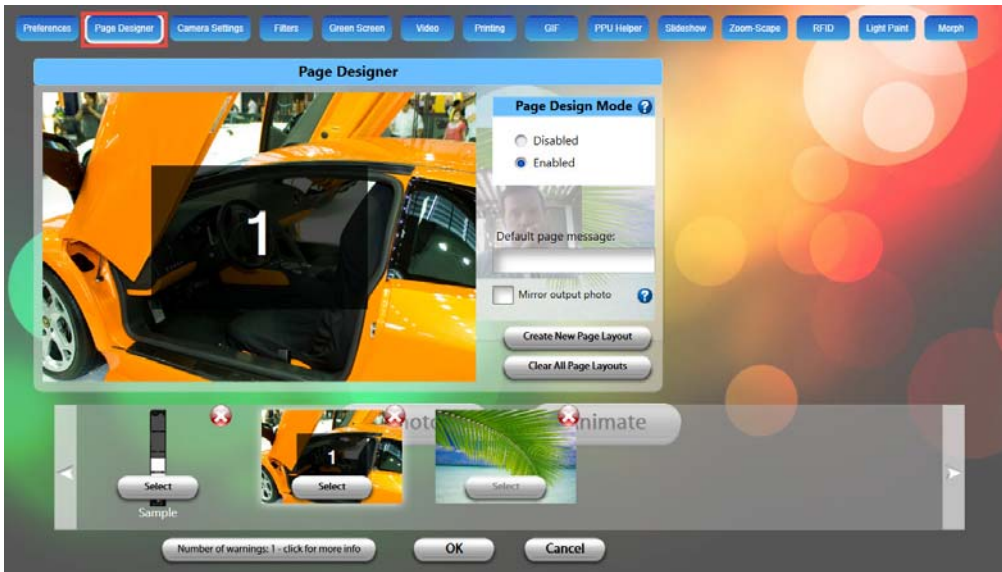 Preferences
Page Designer
Camera Settings
Filters
Green Screen
Video
Printing
GIF
PPU Helper
Slideshow
Zoom-Scape
RFID
Light Paint
Morph
Page Designer
1
Page Design Mode ?
Disabled
Enabled
Default page message:
Mirror output photo ?
Create New Page Layout
Clear All Page Layouts
nimate
1
Select
Select
Select
Sample
Number of warnings: 1 - click for more info
OK
Cancel